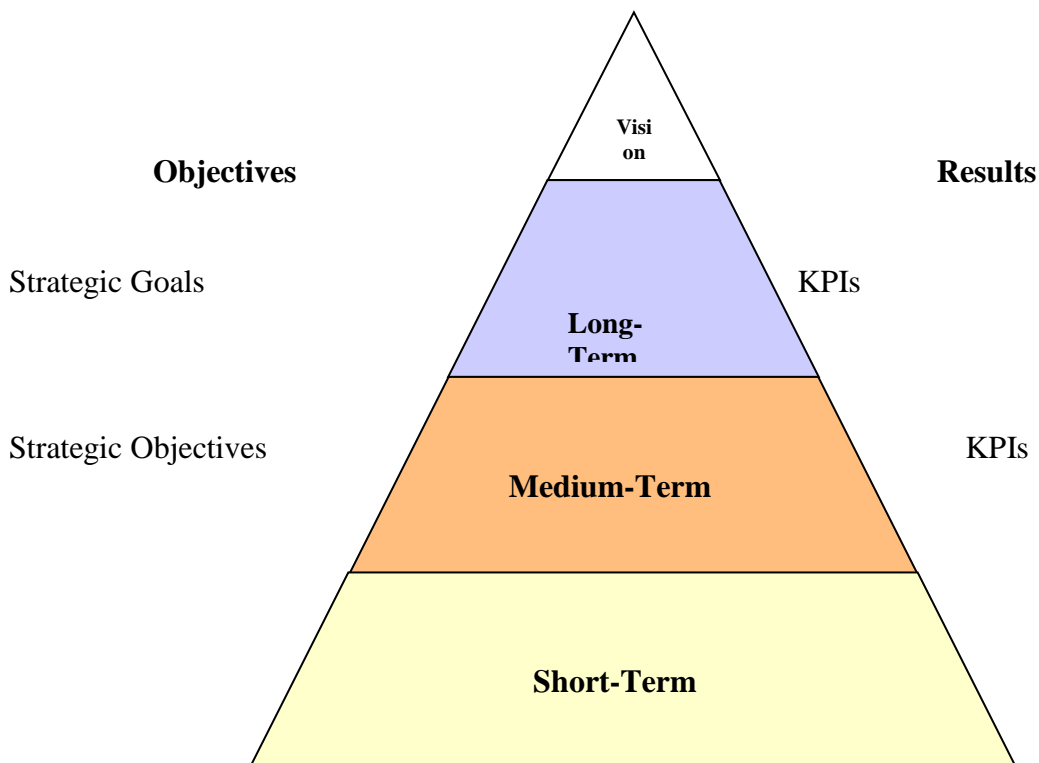 Visi
on
Objectives
Results
Strategic Goals
KPIs
Long-
Term
Strategic Objectives
KPIs
Medium-Term
Short-Term